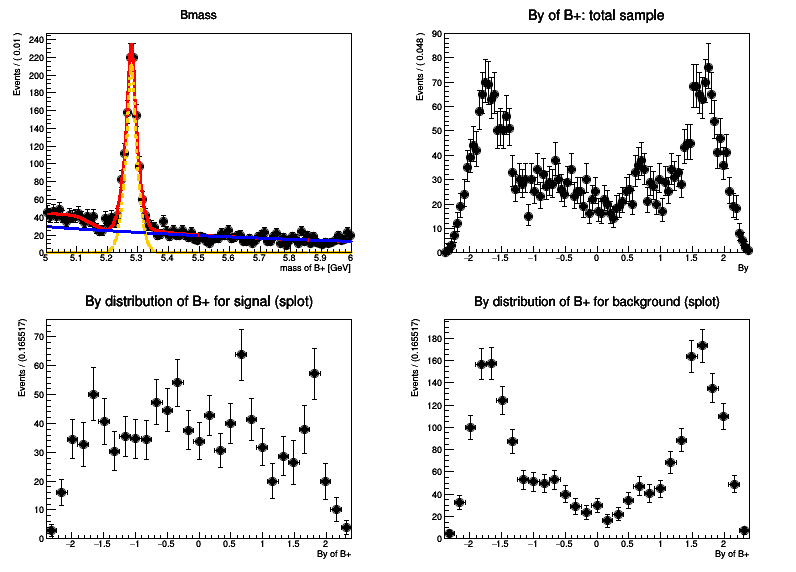 Bmass
Events / ( 0.01 )
240
220
200
180
160
140
120
100
80
60
40
20
0
5 5.1 5.2 5.3 5.4 5.5 5.6 5.7 5.8 5.9 6
mass of B+ [GeV]
By of B+: total sample
Events / ( 0.048 )
90
80
70
60
50
40
30
20
10
0
−2 −1.5 −1 −0.5 0 0.5 1 1.5 2
By
By distribution of B+ for signal (splot)
Events / (0.165517)
70
60
50
40
30
20
10
0
−2 −1.5 −1 −0.5 0 0.5 1 1.5 2
By of B+
By distribution of B+ for background (splot)
Events / (0.165517)
180
160
140
120
100
80
60
40
20
0
−2 −1.5 −1 −0.5 0 0.5 1 1.5 2
By of B+